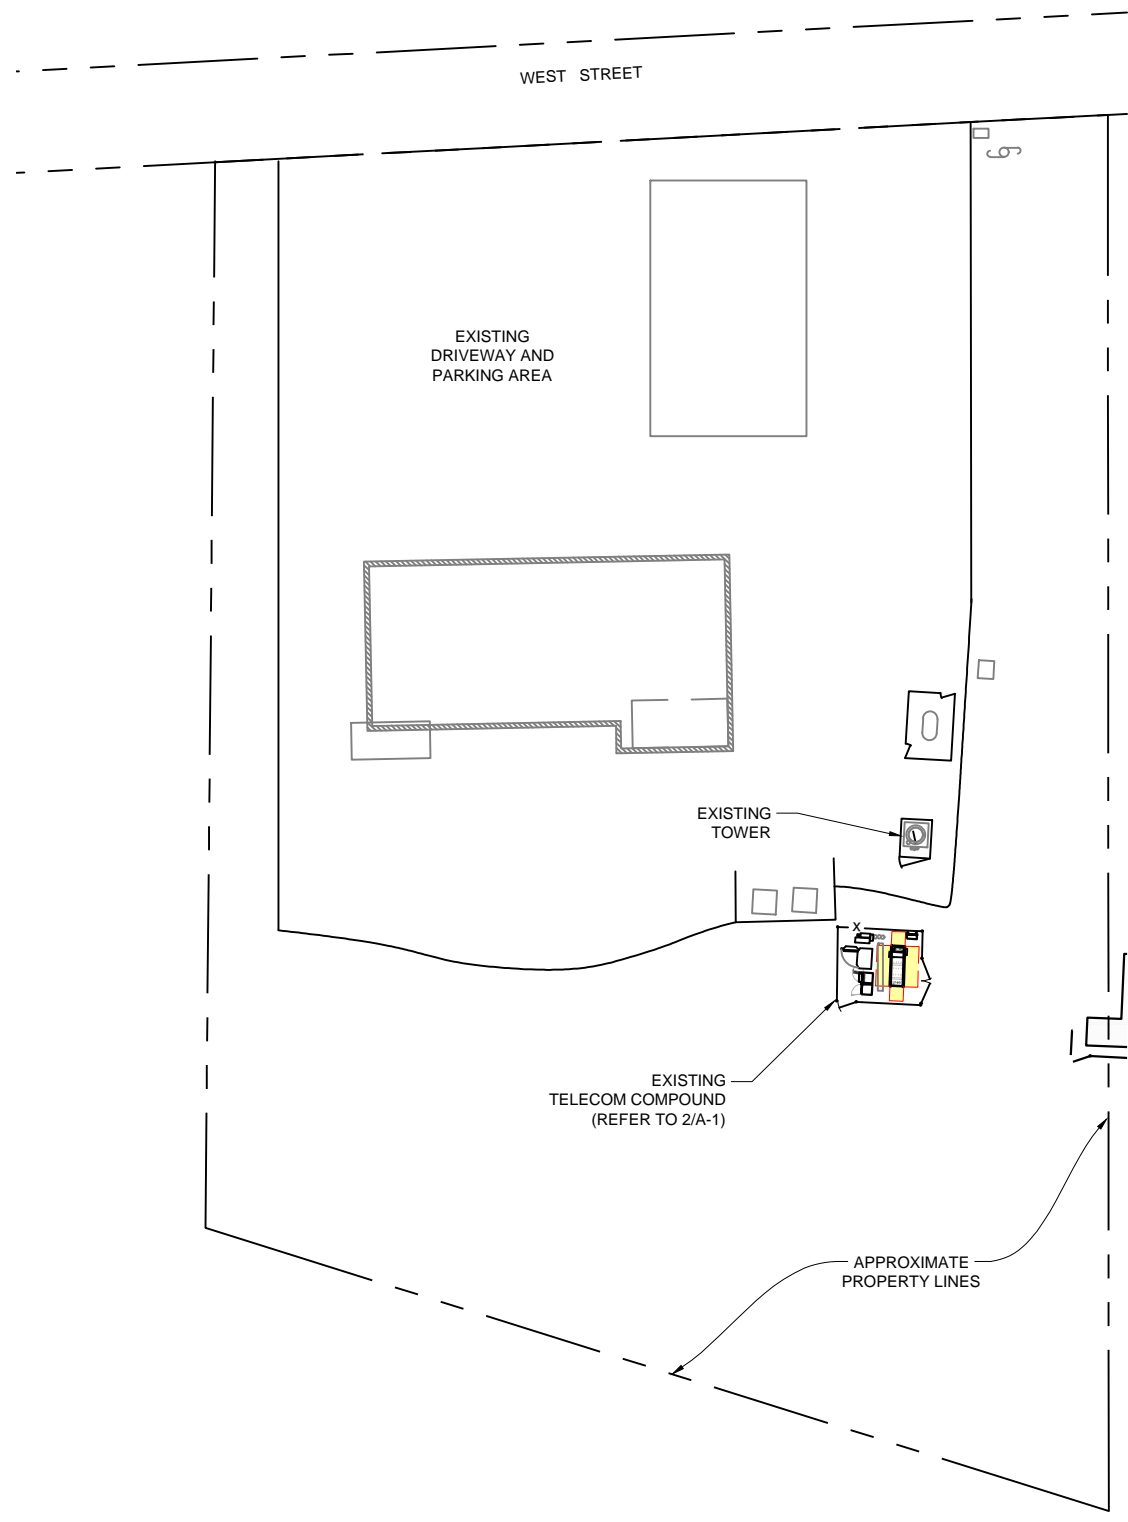 WEST STREET
EXISTING
DRIVEWAY AND
PARKING AREA
EXISTING
TOWER
X
EXISTING
TELECOM COMPOUND
(REFER TO 2/A-1)
APPROXIMATE
PROPERTY LINES